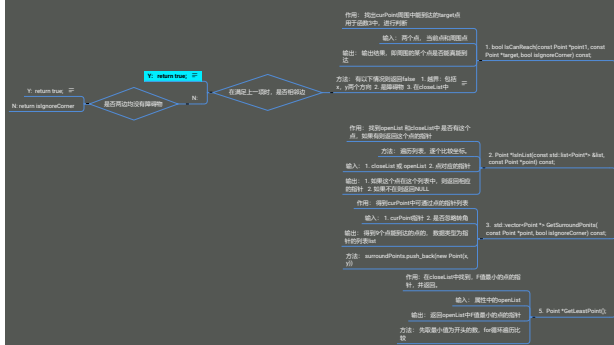 作用： 找出curPoint周围中能到达的target点
用于函数3中，进行判断
输入： 两个点， 当前点和周围点
输出： 输出结果，即周围的某个点是否能真能到
达
方法： 有以下情况则返回false 1. 越界：包括
x，y两个方向 2. 是障碍物 3. 在closeList中
1. bool IsCanReach(const Point *point1, const
Point *target, bool isIgnoreCorner) const;
在满足上一项时，是否相邻边
Y: return true;
N:
是否两边均没有障碍物
Y: return true;
N: return isIgnoreCorner
作用： 找到openList 和closeList中 是否有这个
点，如果有则返回这个点的指针
方法： 遍历列表，逐个比较坐标。
输入： 1. closeList 或 openList 2. 点对应的指针
输出： 1. 如果这个点在这个列表中，则返回相应
的指针 2. 如果不在则返回NULL
2. Point *isInList(const std::list<Point*> &list,
const Point *point) const;
作用： 得到curPoint中可通过点的指针列表
输入： 1. curPoint指针 2. 是否忽略转角
输出： 得到9个点能到达的点的， 数据类型为指
针的列表list
方法： surroundPoints.push_back(new Point(x,
y))
3. std::vector<Point *> GetSurroundPonits(
const Point *point, bool isIgnoreCorner) const;
作用： 在closeList中找到，F值最小的点的指
针，并返回。
输入： 属性中的openList
输出： 返回openList中F值最小的点的指针
方法： 先取最小值为开头的数，for循环遍历比
较
5. Point *GetLeastPoint();